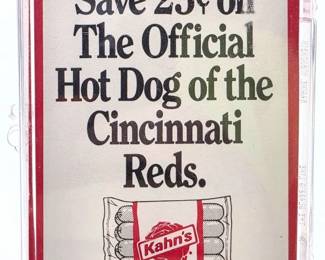 Save 25¢ on
The Official
Hot Dog of the
Cincinnati
Reds.
Kahn's